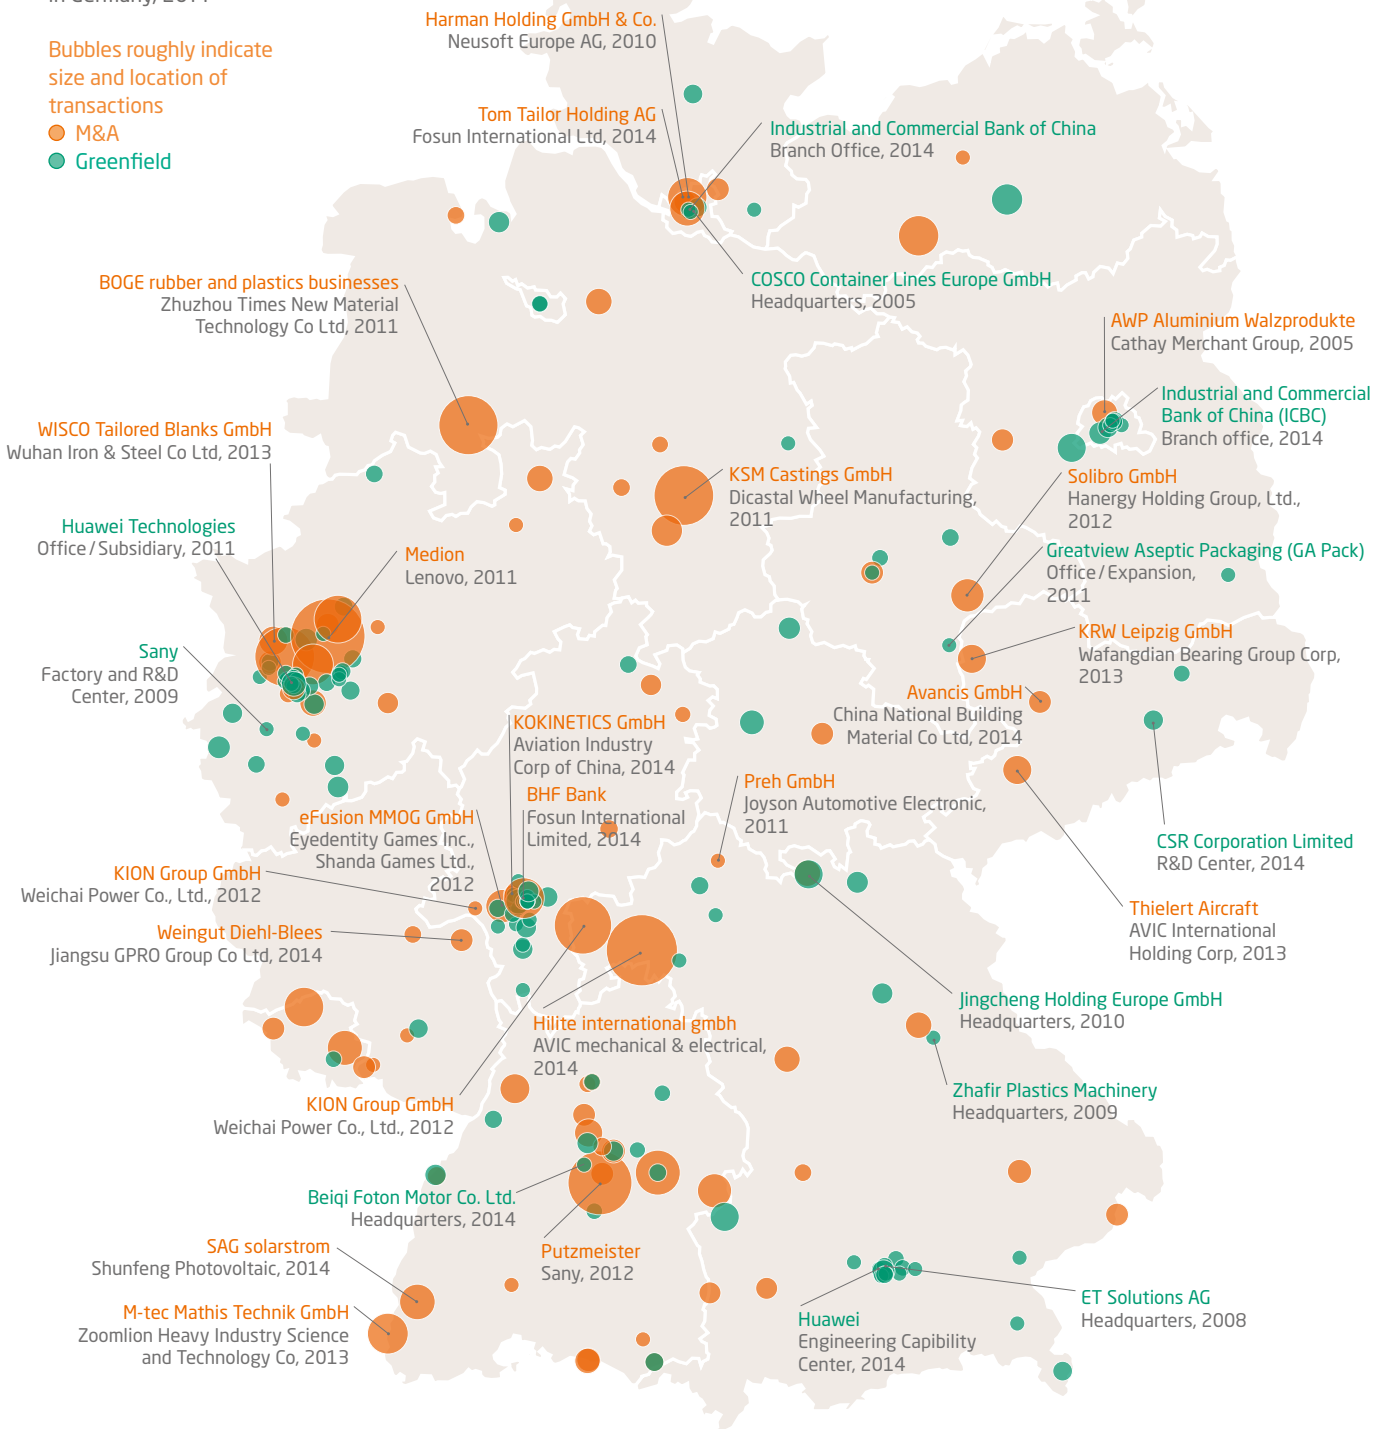 in Germany, 2014
Bubbles roughly indicate
size and location of
transactions
M&A
Greenfield
Harman Holding GmbH & Co.
Neusoft Europe AG, 2010
Tom Tailor Holding AG
Fosun International Ltd, 2014
Industrial and Commercial Bank of China
Branch Office, 2014
COSCO Container Lines Europe GmbH
Headquarters, 2005
BOGE rubber and plastics businesses
Zhuzhou Times New Material
Technology Co Ltd, 2011
AWP Aluminium Walzprodukte
Cathay Merchant Group, 2005
Industrial and Commercial
Bank of China (ICBC)
Branch office, 2014
WISCO Tailored Blanks GmbH
Wuhan Iron & Steel Co Ltd, 2013
KSM Castings GmbH
Dicastal Wheel Manufacturing,
2011
Solibro GmbH
Hanergy Holding Group, Ltd.,
2012
Huawei Technologies
Office/Subsidiary, 2011
Medion
Lenovo, 2011
Greatview Aseptic Packaging (GA Pack)
Office/Expansion,
2011
Sany
Factory and R&D
Center, 2009
KRW Leipzig GmbH
Wafangdian Bearing Group Corp,
2013
Avancis GmbH
China National Building
Material Co Ltd, 2014
KOKINETICS GmbH
Aviation Industry
Corp of China, 2014
BHF Bank
Fosun International
Limited, 2014
Preh GmbH
Joyson Automotive Electronic,
2011
eFusion MMOG GmbH
Eyedentity Games Inc.,
Shanda Games Ltd.,
2012
CSR Corporation Limited
R&D Center, 2014
KION Group GmbH
Weichai Power Co., Ltd., 2012
Thielert Aircraft
AVIC International
Holding Corp, 2013
Weingut Diehl-Blees
Jiangsu GPRO Group Co Ltd, 2014
Jingcheng Holding Europe GmbH
Headquarters, 2010
Hilite international gmbh
AVIC mechanical & electrical,
2014
Zhafir Plastics Machinery
Headquarters, 2009
KION Group GmbH
Weichai Power Co., Ltd., 2012
Beiqi Foton Motor Co. Ltd.
Headquarters, 2014
SAG solarstrom
Shunfeng Photovoltaic, 2014
Putzmeister
Sany, 2012
M-tec Mathis Technik GmbH
Zoomlion Heavy Industry Science
and Technology Co, 2013
Huawei
Engineering Capibility
Center, 2014
ET Solutions AG
Headquarters, 2008